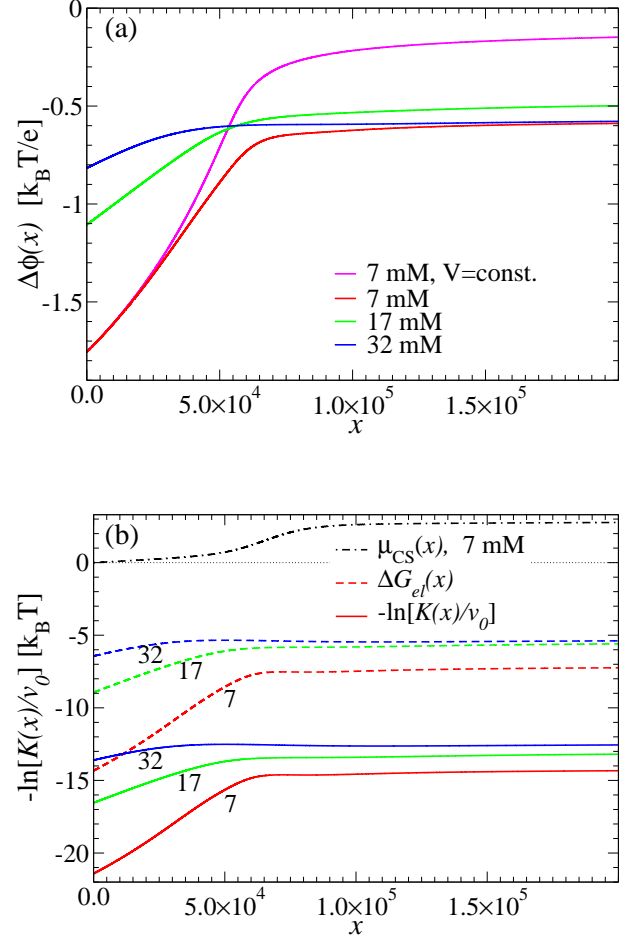 (a)
0
-0.5
-1
-1.5
Δϕ(x) [k_BT/e]
7 mM, V=const.
7 mM
17 mM
32 mM
0.0 5.0×10^4 1.0×10^5 1.5×10^5
x
(b)
0
-5
-10
-15
-20
-ln[K(x)/v_0] [k_BT]
μ_CS(x), 7 mM
ΔG_el(x)
-ln[K(x)/v_0]
32
17
7
32
17
7
0.0 5.0×10^4 1.0×10^5 1.5×10^5
x